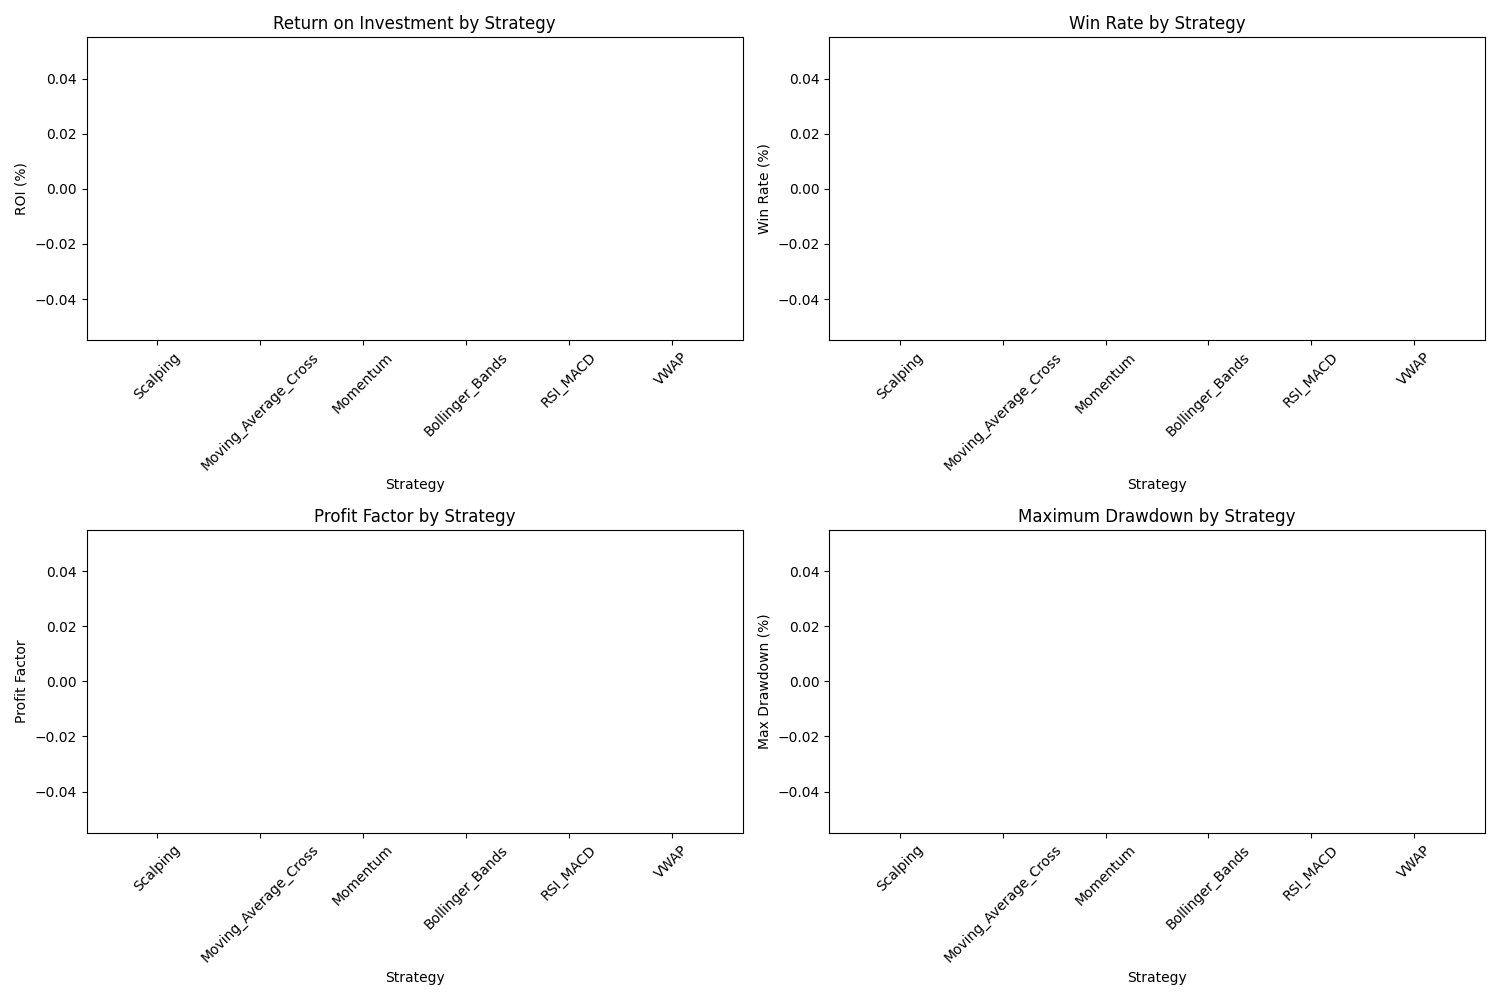 Return on Investment by Strategy
ROI (%)
0.04
0.02
0.00
−0.02
−0.04
Scalping
Moving_Average_Cross
Momentum
Bollinger_Bands
RSI_MACD
VWAP
Strategy
Win Rate by Strategy
Win Rate (%)
0.04
0.02
0.00
−0.02
−0.04
Scalping
Moving_Average_Cross
Momentum
Bollinger_Bands
RSI_MACD
VWAP
Strategy
Profit Factor by Strategy
Profit Factor
0.04
0.02
0.00
−0.02
−0.04
Scalping
Moving_Average_Cross
Momentum
Bollinger_Bands
RSI_MACD
VWAP
Strategy
Maximum Drawdown by Strategy
Max Drawdown (%)
0.04
0.02
0.00
−0.02
−0.04
Scalping
Moving_Average_Cross
Momentum
Bollinger_Bands
RSI_MACD
VWAP
Strategy